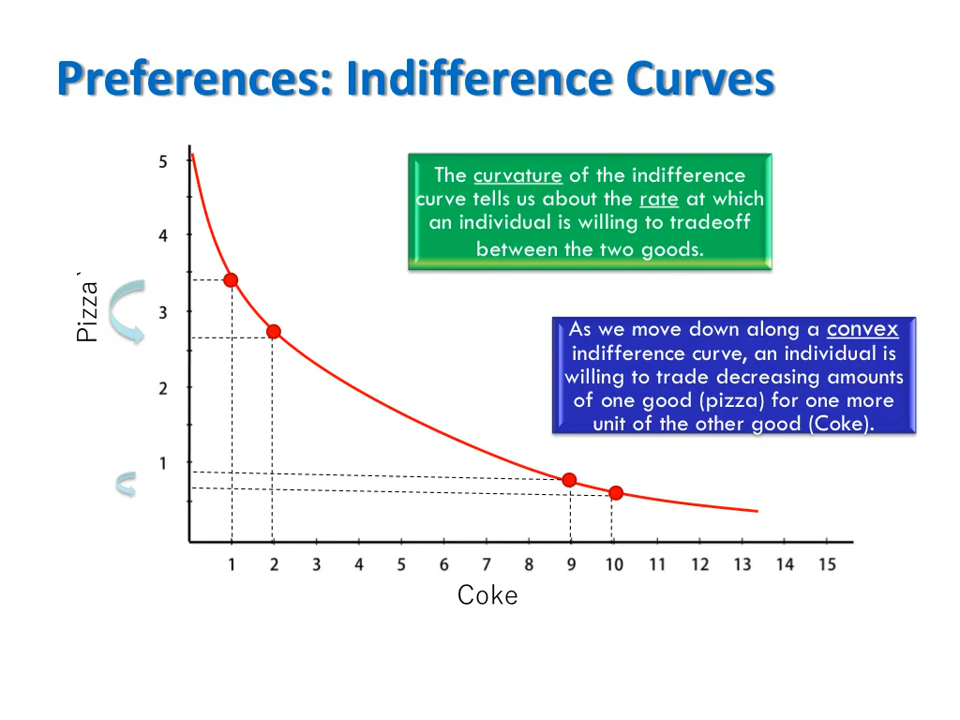 Preferences: Indifference Curves
The curvature of the indifference
curve tells us about the rate at which
an individual is willing to tradeoff
between the two goods.
As we move down along a convex
indifference curve, an individual is
willing to trade decreasing amounts
of one good (pizza) for one more
unit of the other good (Coke).
Pizza`
5
4
3
2
1
1 2 3 4 5 6 7 8 9 10 11 12 13 14 15
Coke